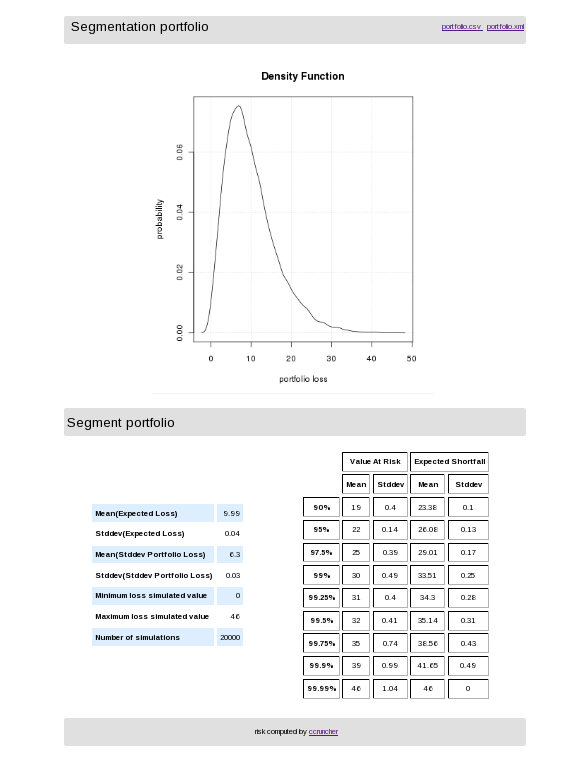 Segmentation portfolio
portfolio.csv portfolio.xml
Density Function
probability
0.06
0.04
0.02
0.00
0 10 20 30 40 50
portfolio loss
Segment portfolio
Mean(Expected Loss) 9.99
Stddev(Expected Loss) 0.04
Mean(Stddev Portfolio Loss) 6.3
Stddev(Stddev Portfolio Loss) 0.03
Minimum loss simulated value 0
Maximum loss simulated value 46
Number of simulations 20000
Value At Risk Expected Shortfall
Mean Stddev Mean Stddev
90% 19 0.4 23.38 0.1
95% 22 0.14 26.08 0.13
97.5% 25 0.39 29.01 0.17
99% 30 0.49 33.51 0.25
99.25% 31 0.4 34.3 0.28
99.5% 32 0.41 35.14 0.31
99.75% 35 0.74 38.56 0.43
99.9% 39 0.99 41.65 0.49
99.99% 46 1.04 46 0
risk computed by ccruncher